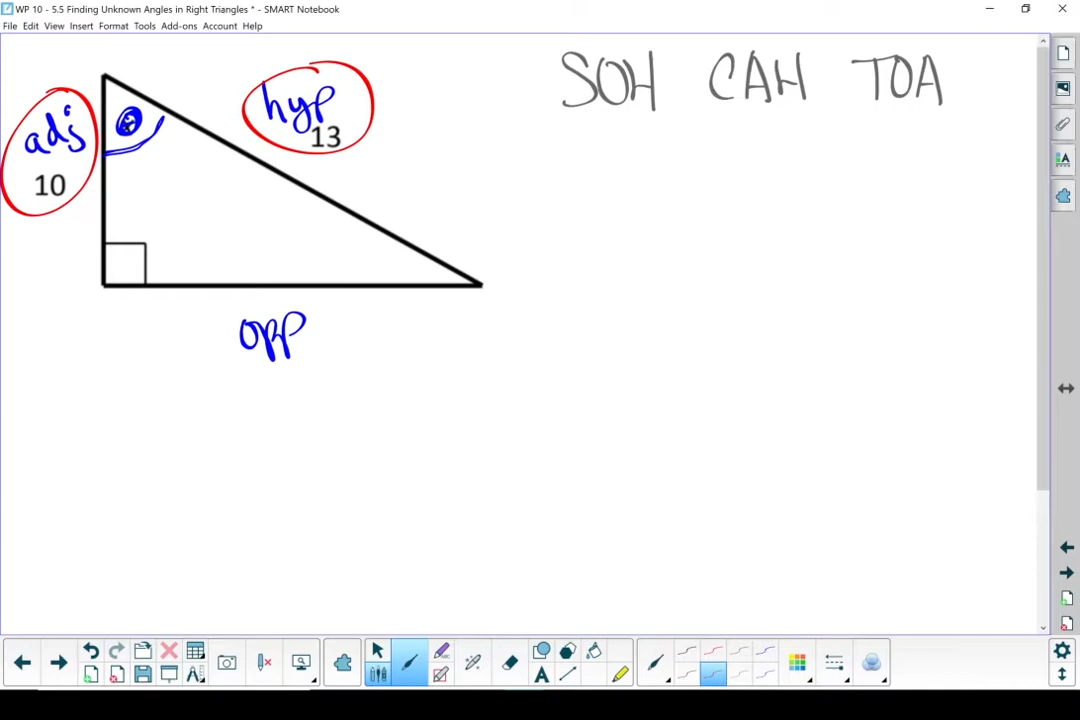 WP 10 - 5.5 Finding Unknown Angles in Right Triangles * - SMART Notebook
File Edit View Insert Format Tools Add-ons Account Help
SOH CAH TOA
hyp
13
adj
10
opp